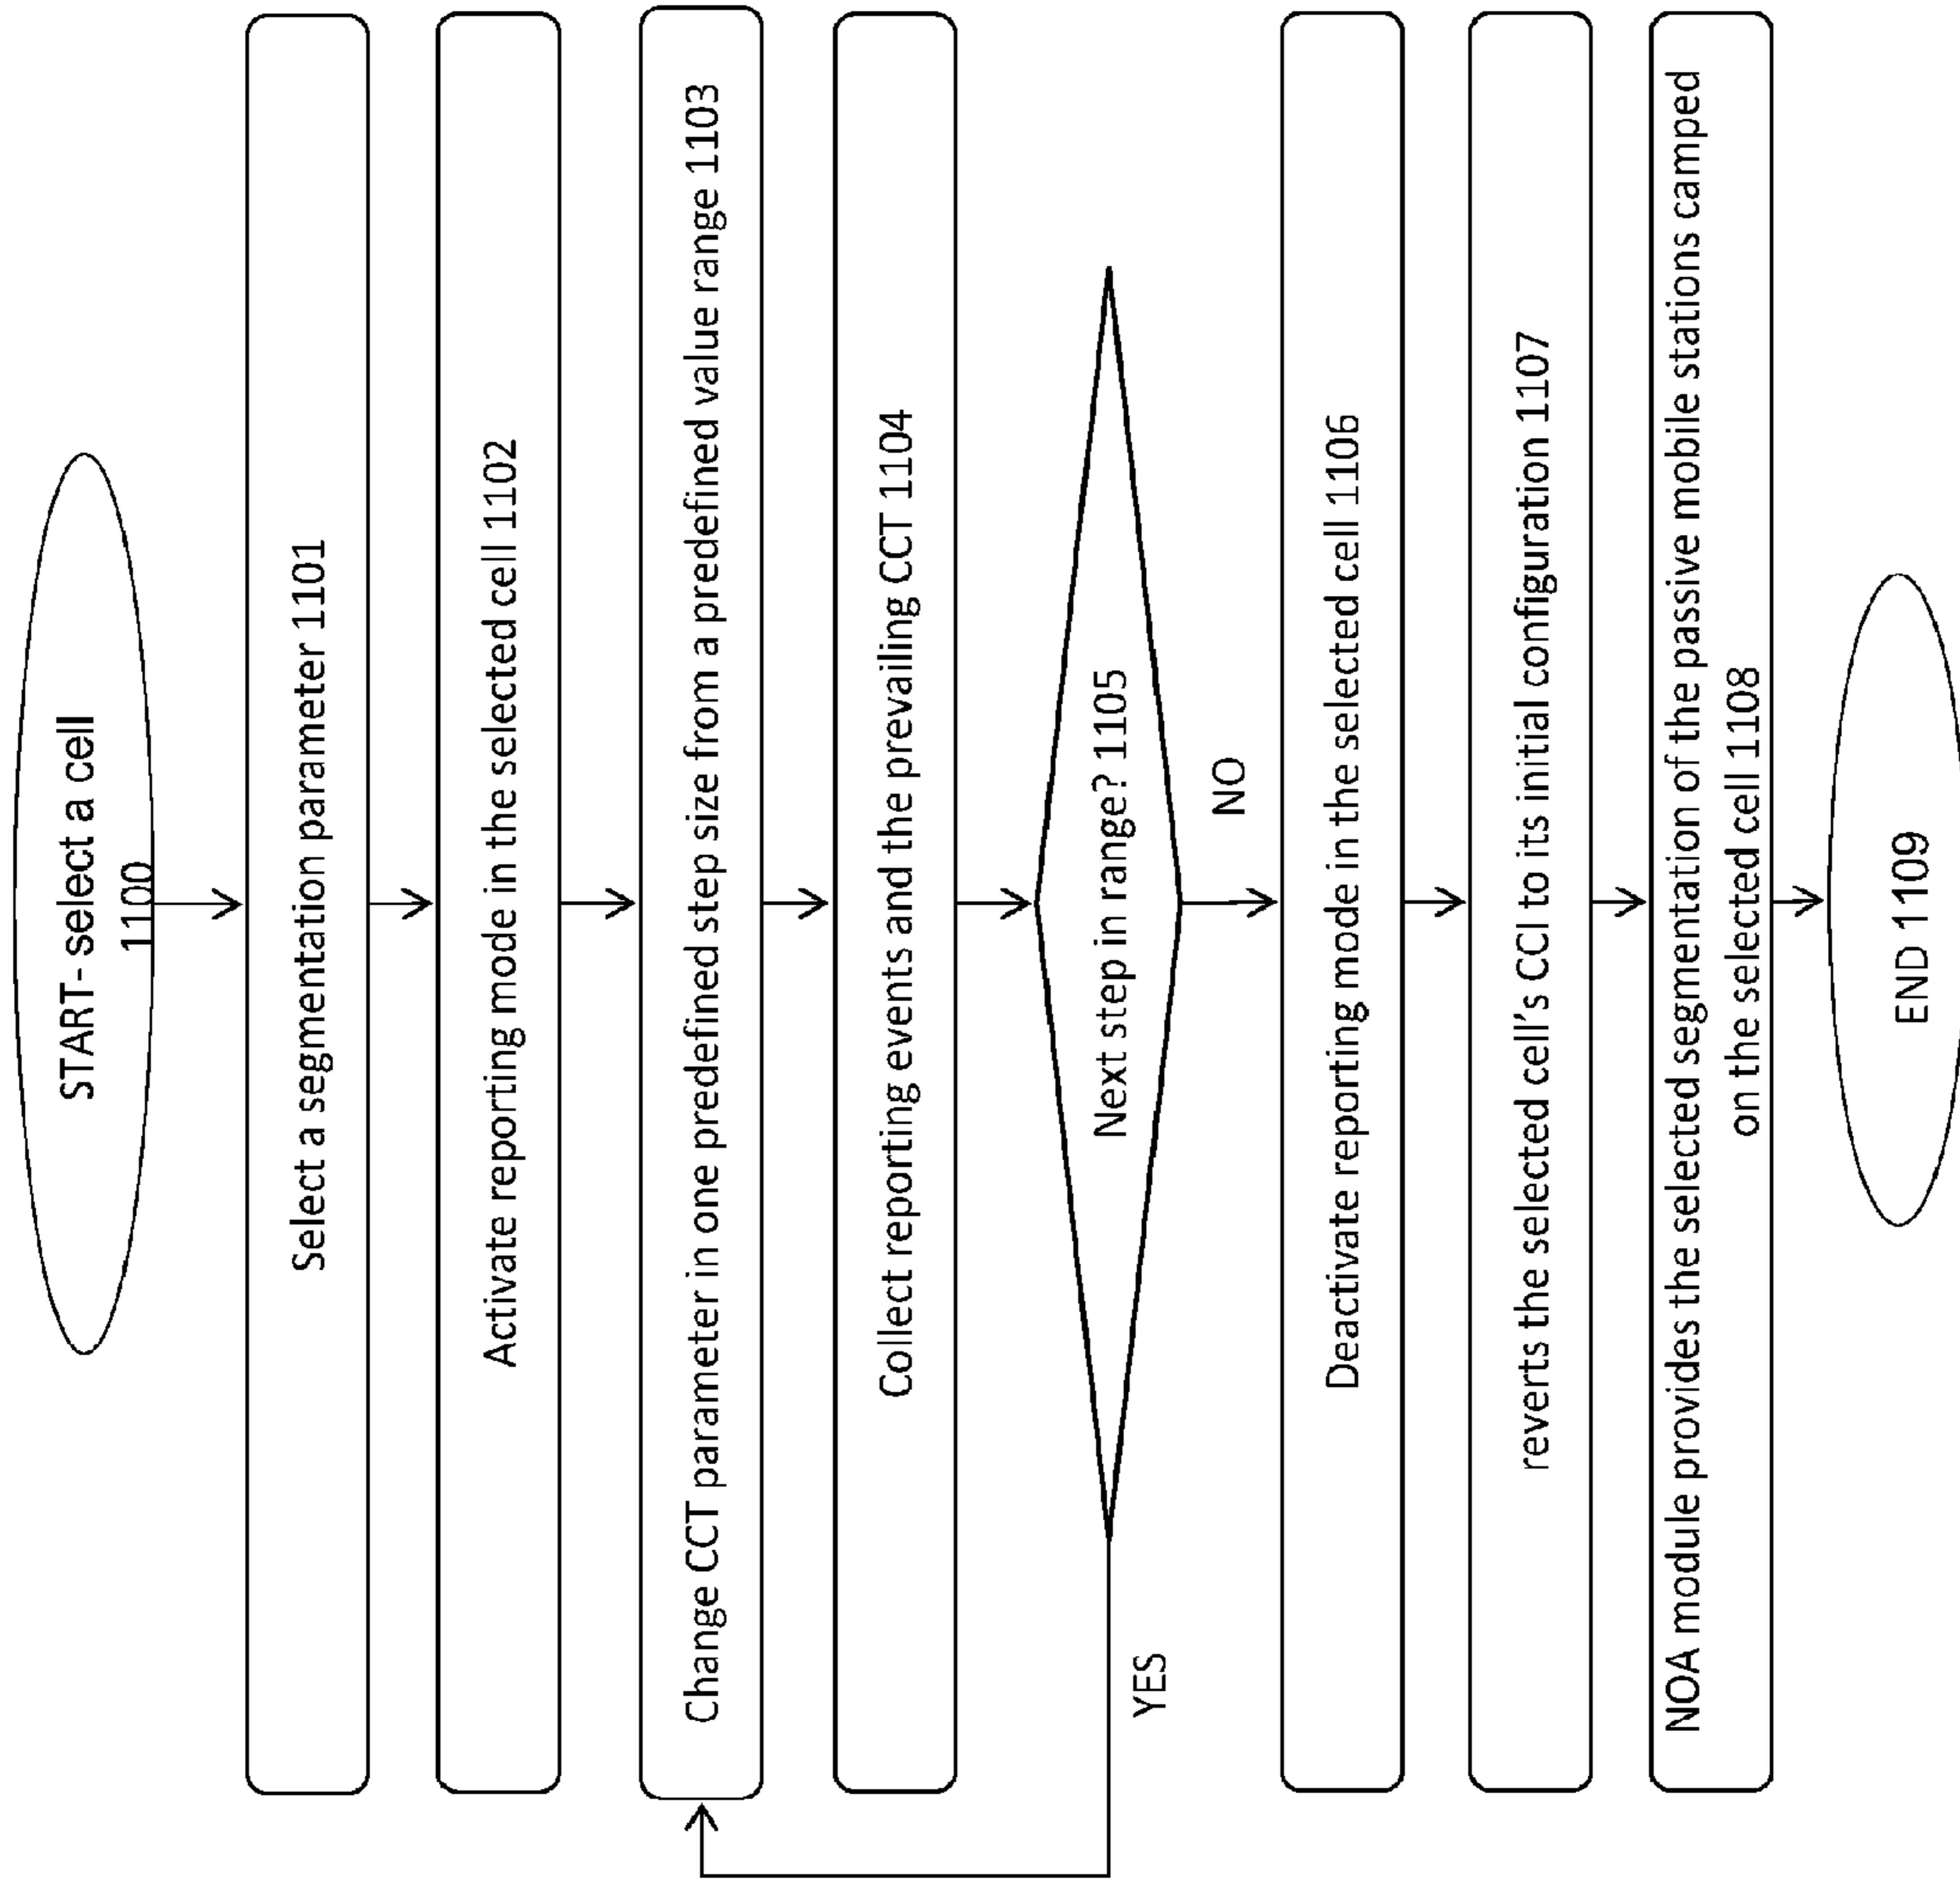 START- select a cell
1100
Select a segmentation parameter 1101
Activate reporting mode in the selected cell 1102
Change CCT parameter in one predefined step size from a predefined value range 1103
Collect reporting events and the prevailing CCT 1104
Next step in range? 1105
YES
NO
Deactivate reporting mode in the selected cell 1106
reverts the selected cell's CCI to its initial configuration 1107
NOA module provides the selected segmentation of the passive mobile stations camped
on the selected cell 1108
END 1109